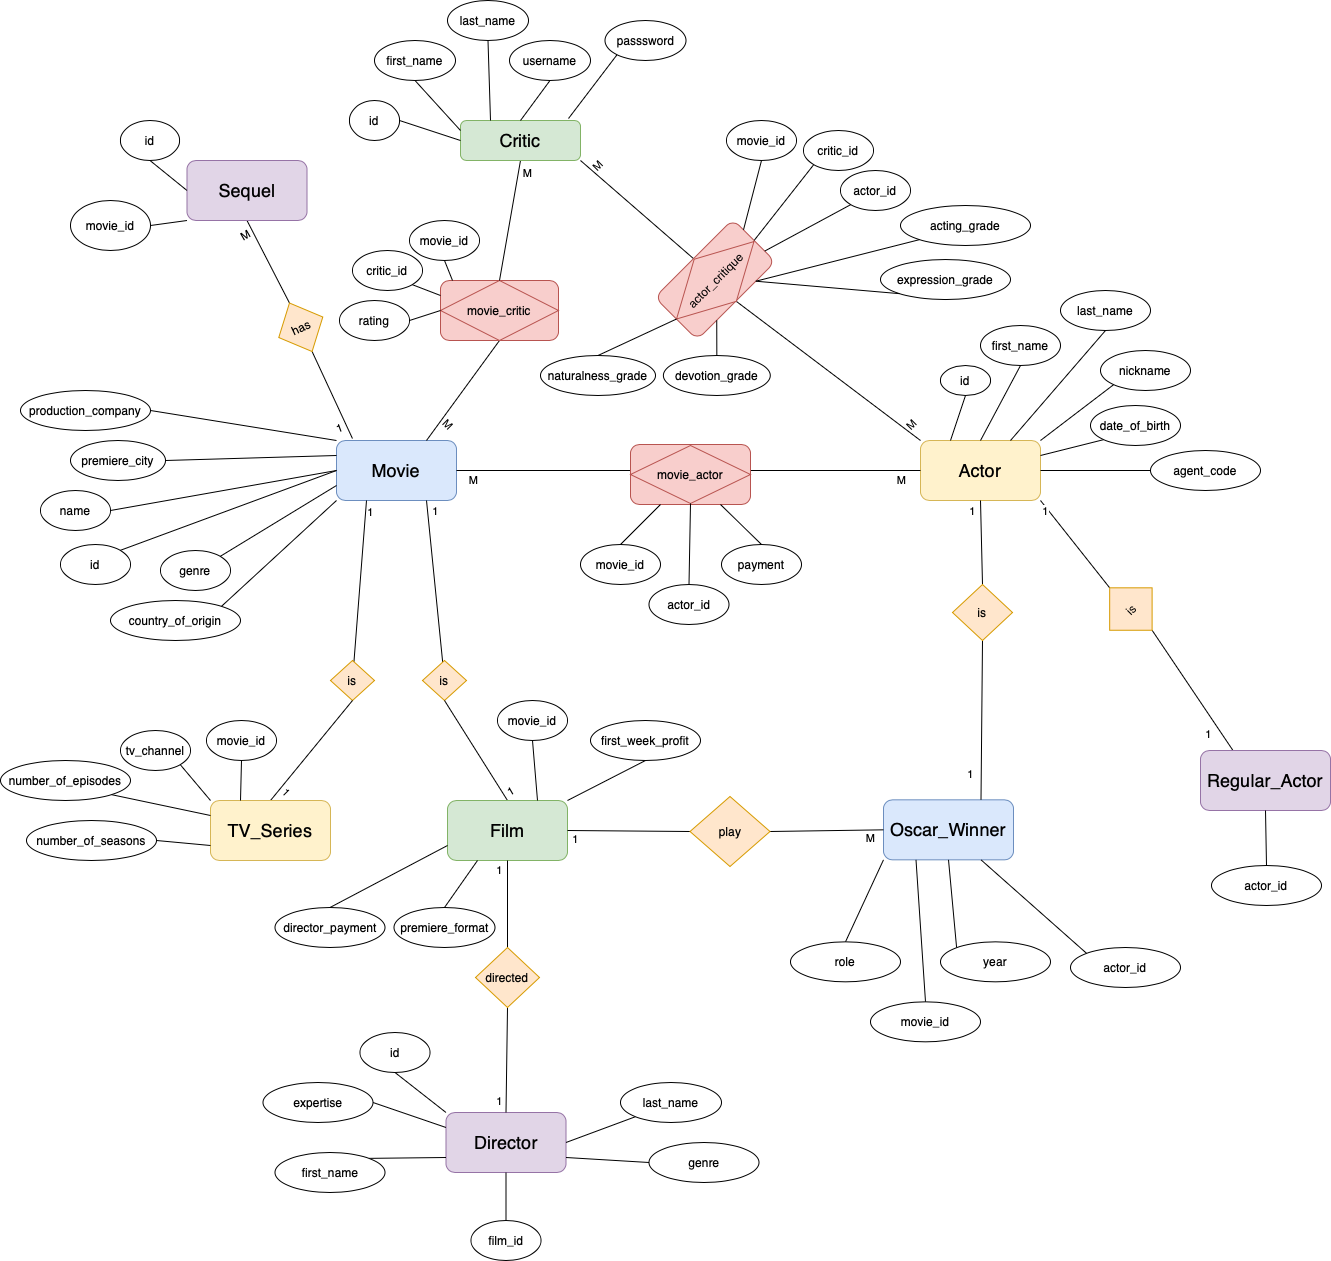 last_name
first_name
username
passsword
id
Critic
id
Sequel
movie_id
M
M
M
movie_id
critic_id
actor_id
acting_grade
expression_grade
actor_critique
naturalness_grade
devotion_grade
movie_id
critic_id
rating
movie_critic
has
last_name
first_name
nickname
id
date_of_birth
agent_code
production_company
premiere_city
name
id
genre
country_of_origin
1
M
Movie
M
movie_actor
M
M
Actor
movie_id
actor_id
payment
1
1
1
1
is
is
is
is
movie_id
tv_channel
number_of_episodes
number_of_seasons
1
TV_Series
movie_id
first_week_profit
1
Film
1
play
M
1
Oscar_Winner
1
Regular_Actor
actor_id
director_payment
premiere_format
1
directed
role
year
actor_id
movie_id
id
expertise
first_name
1
Director
last_name
genre
film_id